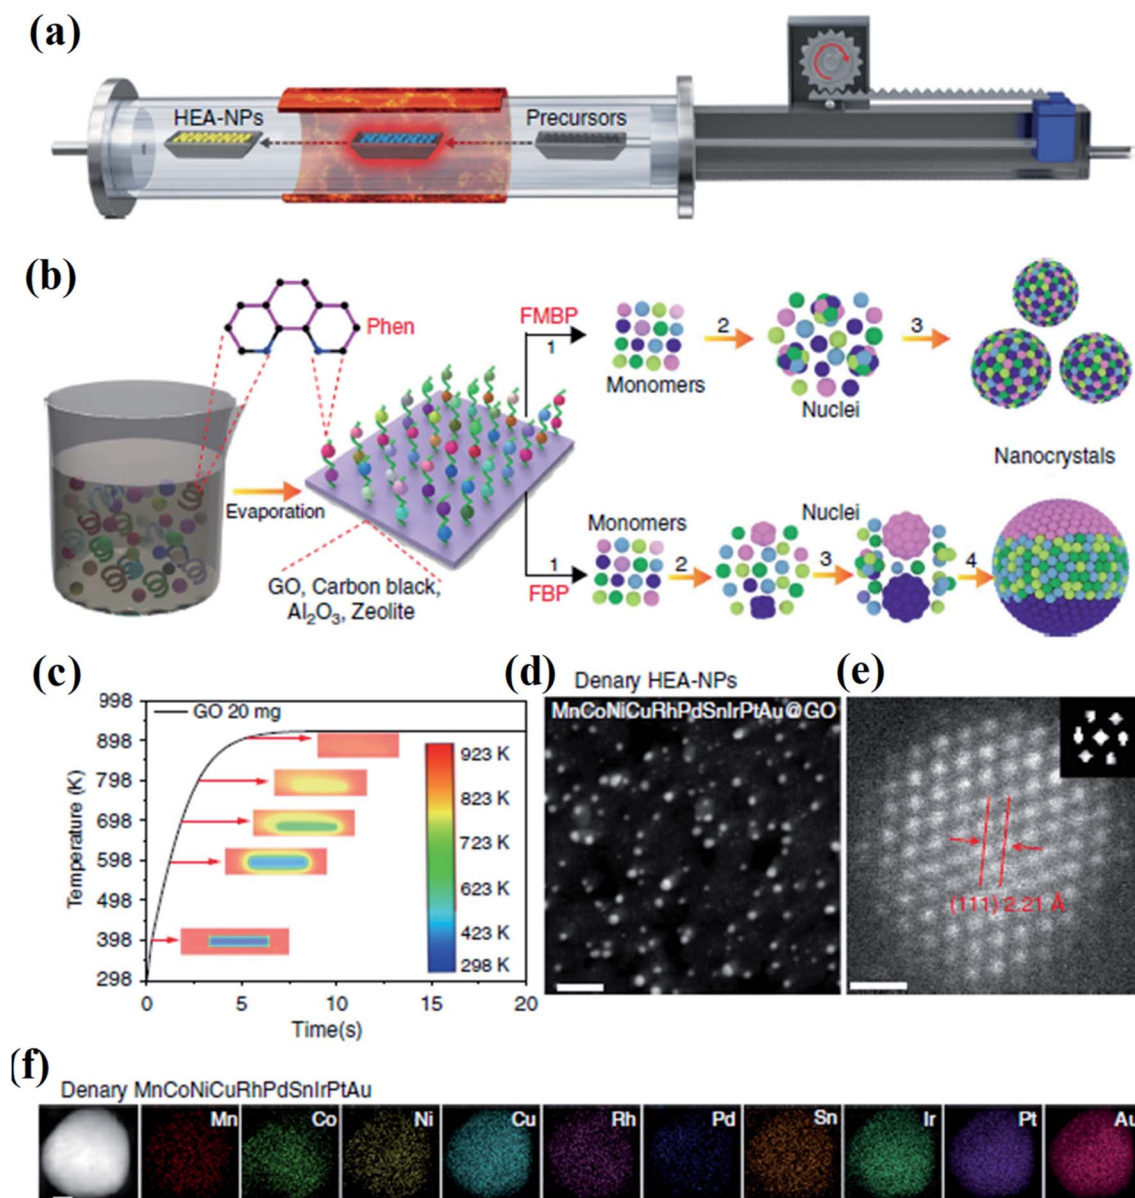 (a)
HEA-NPs
Precursors
(b)
Phen
FMBP
1
2
3
Monomers
Nuclei
Nanocrystals
Evaporation
GO, Carbon black,
Al₂O₃, Zeolite
Monomers
Nuclei
1
2
3
4
FBP
(c)
998
898
798
698
598
498
398
298
Temperature (K)
GO 20 mg
923 K
823 K
723 K
623 K
423 K
298 K
0
5
10
15
20
Time(s)
(d)
Denary HEA-NPs
MnCoNiCuRhPdSnIrPtAu@GO
(e)
(111) 2.21 Å
(f)
Denary MnCoNiCuRhPdSnIrPtAu
Mn
Co
Ni
Cu
Rh
Pd
Sn
Ir
Pt
Au